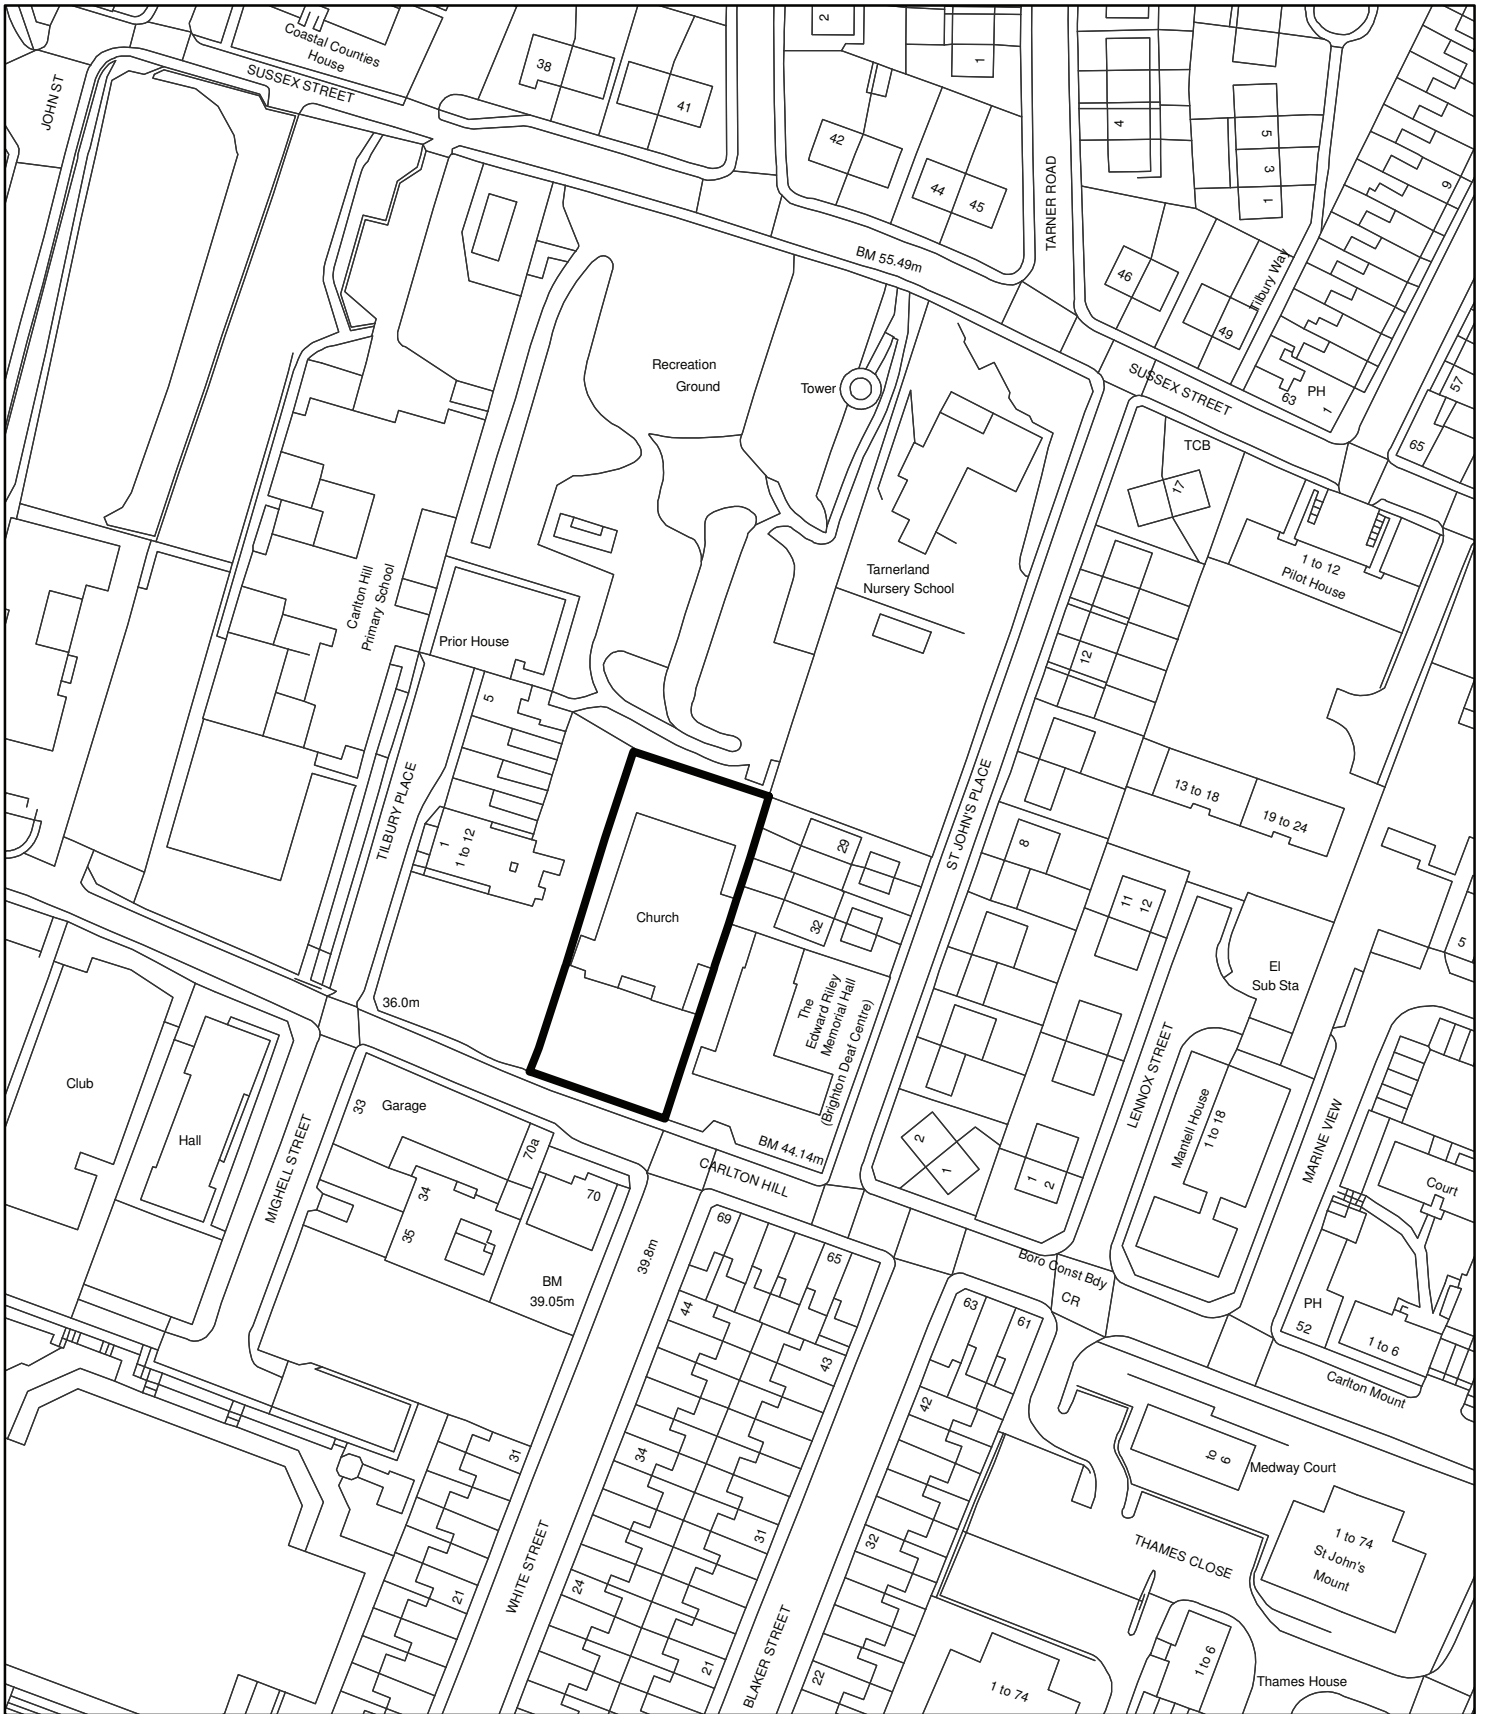 Coastal Counties
House
2
1
38
41
SUSSEX STREET
JOHN ST
42
44
45
TARNER ROAD
4
5
3
1
9
BM 55.49m
46
49
Tilbury Way
SUSSEX STREET
PH
63
1
57
65
Recreation
Ground
Tower
TCB
17
1 to 12
Pilot House
Tarnerland
Nursery School
Carlton Hill
Primary School
Prior House
5
12
TILBURY PLACE
1
1 to 12
ST JOHN'S PLACE
13 to 18
19 to 24
29
8
32
11
12
Church
5
El
Sub Sta
36.0m
The
Edward Riley
Memorial Hall
(Brighton Deaf Centre)
LENNOX STREET
Club
Hall
33
Garage
MIGHELL STREET
70a
70
34
35
BM 44.14m
CARLTON HILL
2
1
1
2
Mantell House
1 to 18
MARINE VIEW
Court
69
65
39.8m
BM
39.05m
Boro Const Bdy
CR
63
61
PH
52
1 to 6
Carlton Mount
44
43
42
31
34
to
6
Medway Court
31
32
THAMES CLOSE
1 to 74
St John's
Mount
WHITE STREET
21
24
21
22
BLAKER STREET
1 to 74
1 to 6
Thames House